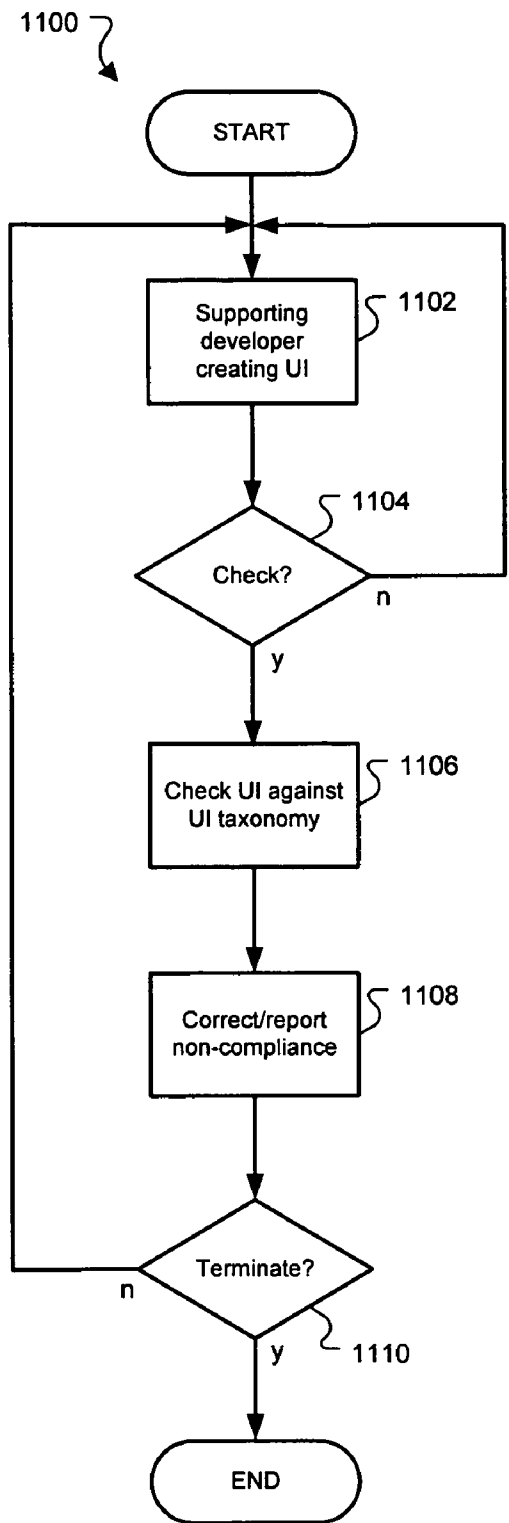 1100
START
1102
Supporting
developer
creating UI
1104
Check?
n
y
1106
Check UI against
UI taxonomy
1108
Correct/report
non-compliance
Terminate?
n
y
1110
END